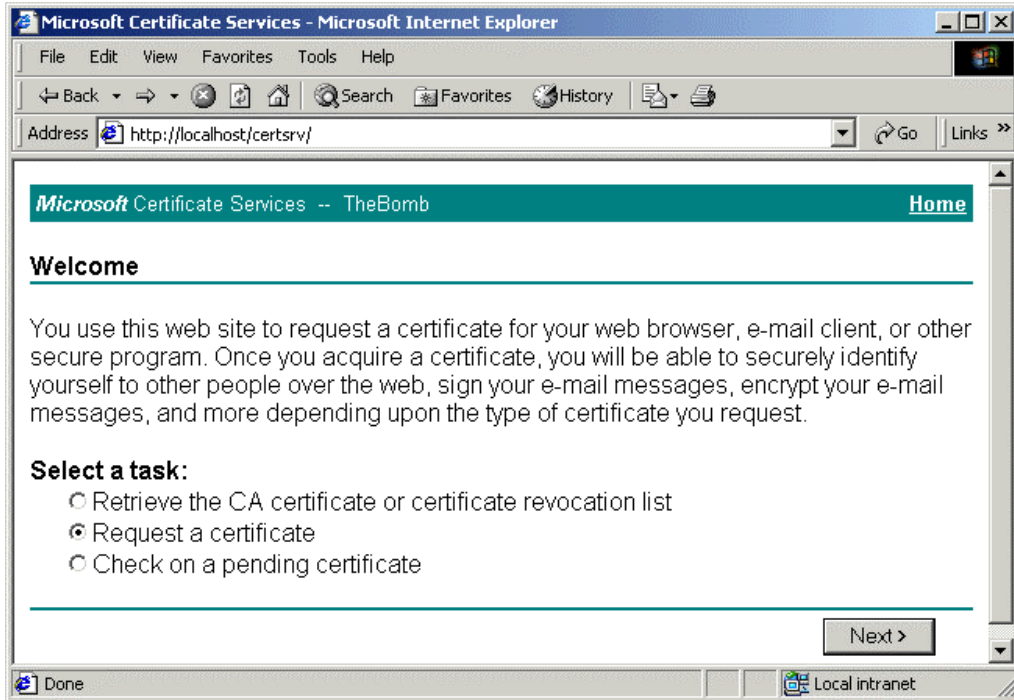 Microsoft Certificate Services - Microsoft Internet Explorer
File Edit View Favorites Tools Help
Back Search Favorites History
Address http://localhost/certsrv/ Go Links »
Microsoft Certificate Services -- TheBomb Home
Welcome
You use this web site to request a certificate for your web browser, e-mail client, or other
secure program. Once you acquire a certificate, you will be able to securely identify
yourself to other people over the web, sign your e-mail messages, encrypt your e-mail
messages, and more depending upon the type of certificate you request.
Select a task:
Retrieve the CA certificate or certificate revocation list
Request a certificate
Check on a pending certificate
Next >
Done Local intranet